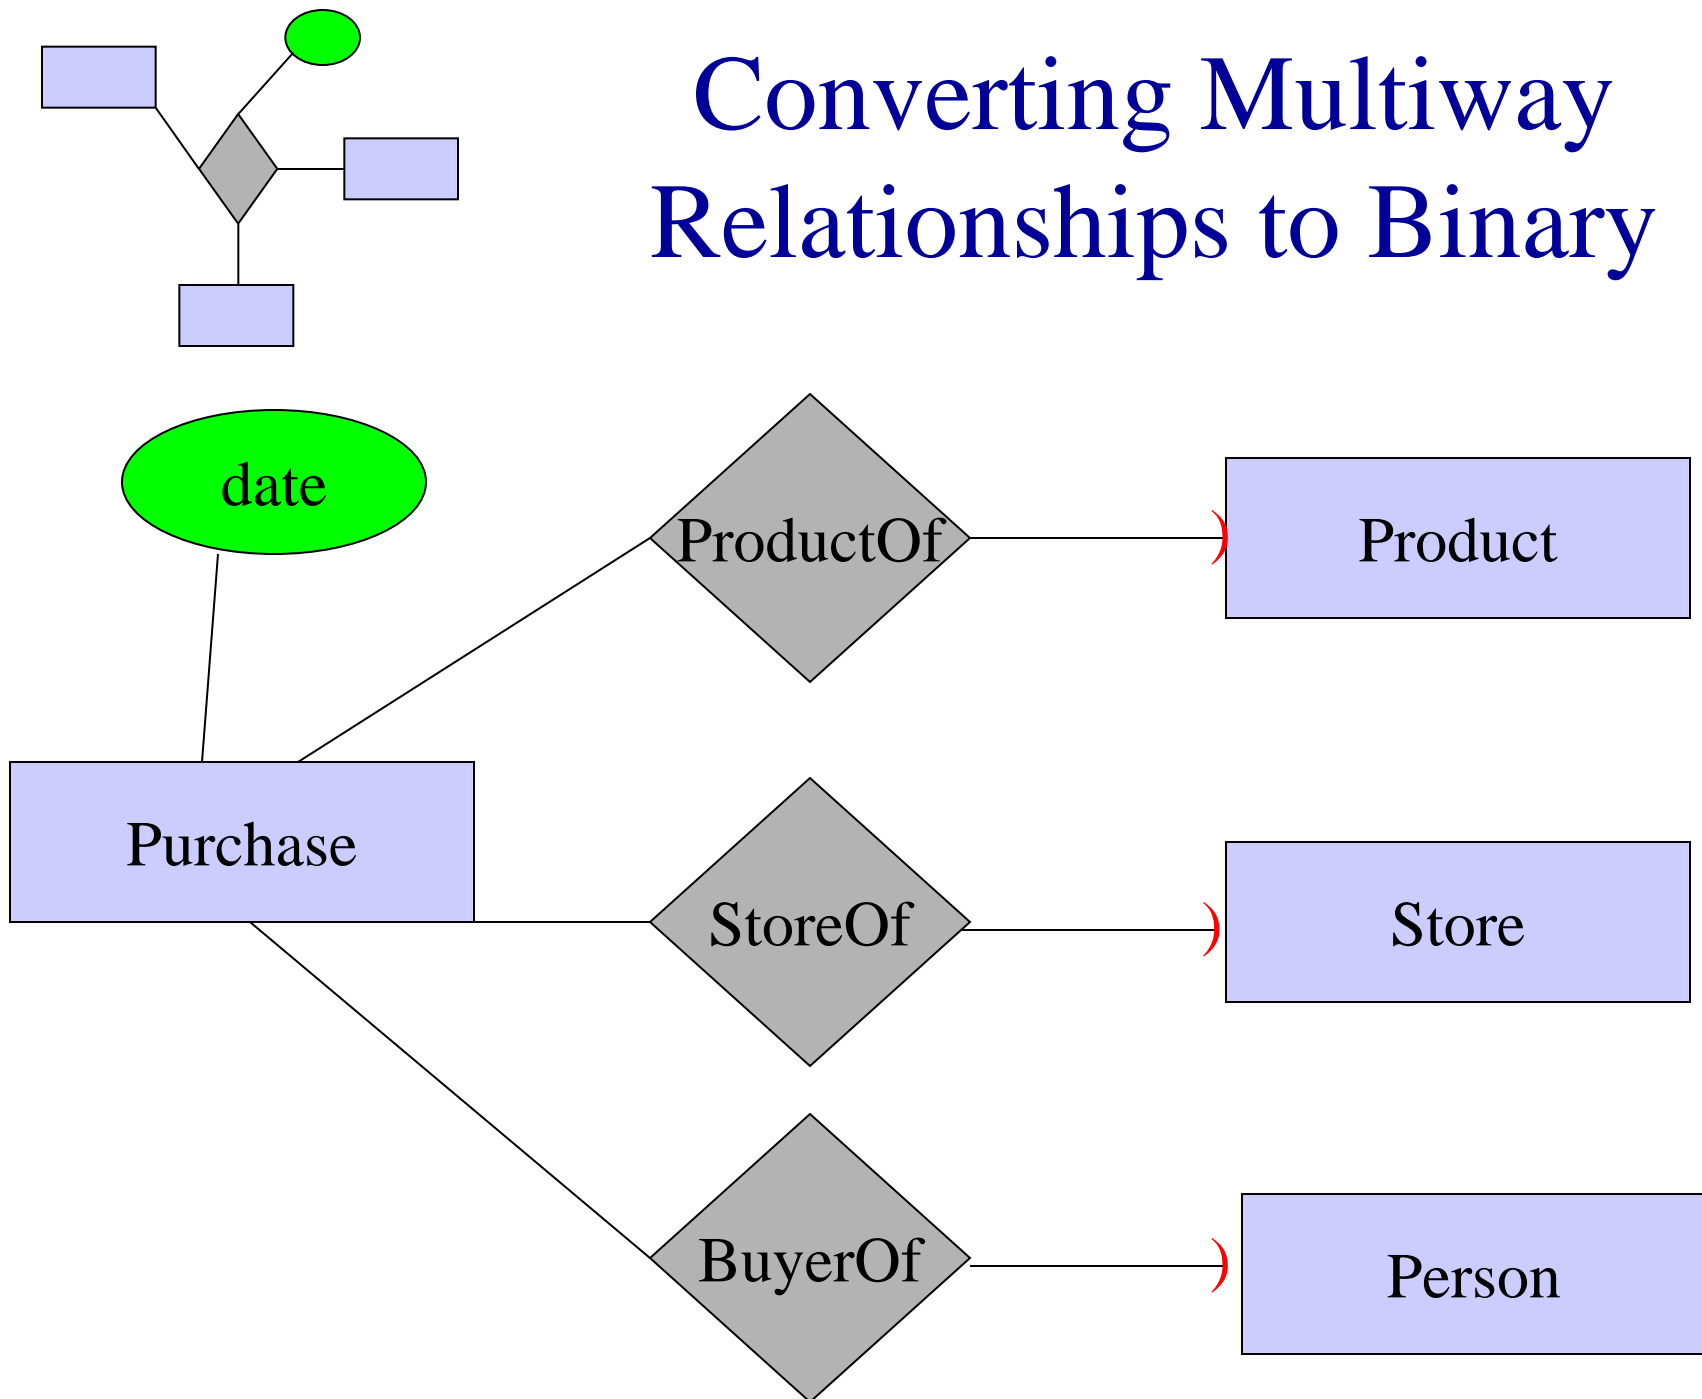 Converting Multiway
Relationships to Binary
date
ProductOf
)
Product
Purchase
StoreOf
)
Store
BuyerOf
)
Person